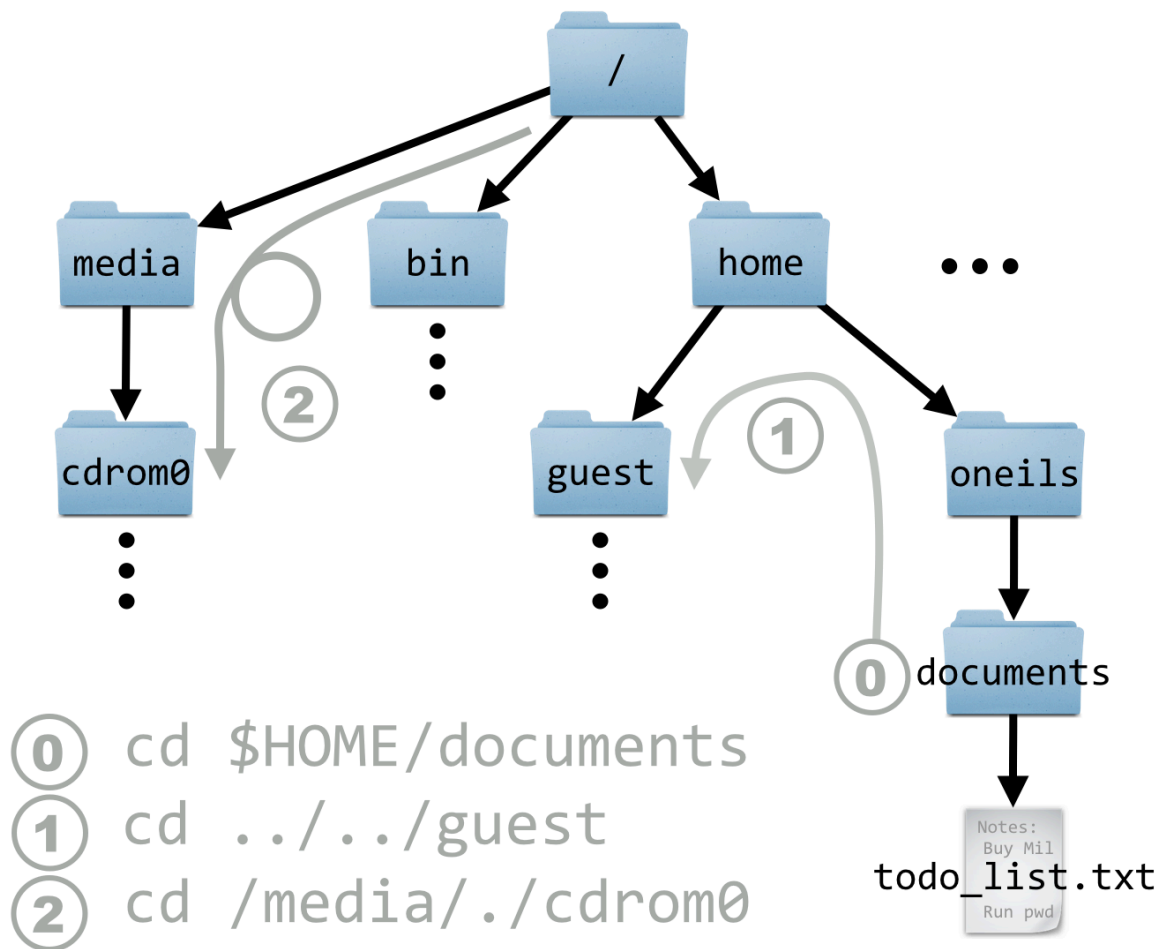 /
media
bin
home
2
1
cdrom0
guest
oneils
0
documents
0 cd $HOME/documents
1 cd ../../guest
2 cd /media/./cdrom0
Notes:
Buy Mil
todo_list.txt
Run pwd